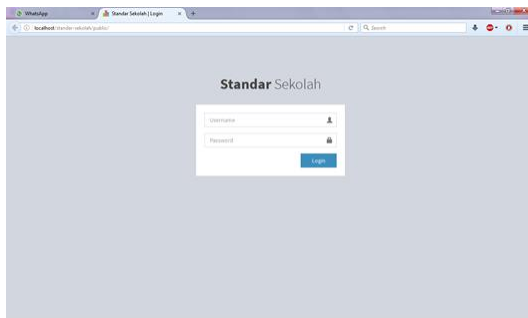 WhatsApp
Standar Sekolah | Login
localhost/standar-sekolah/public/
Search
Standar Sekolah
Username
Password
Login